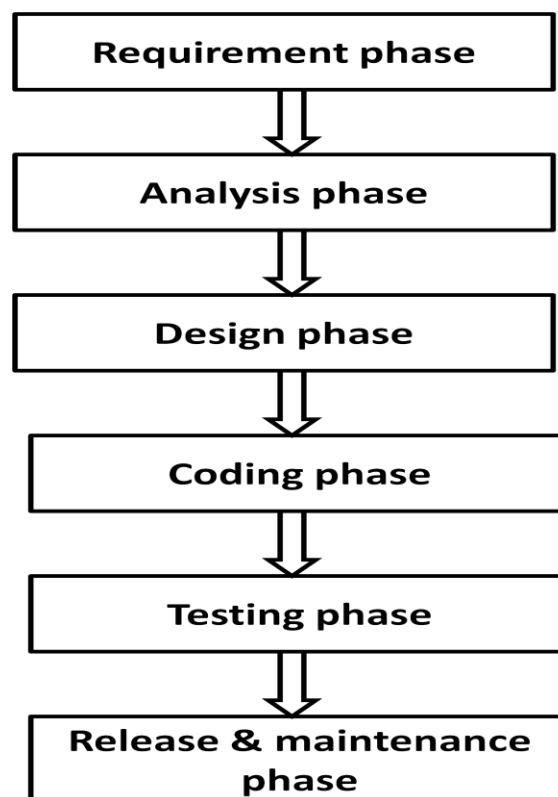 Requirement phase
Analysis phase
Design phase
Coding phase
Testing phase
Release & maintenance
phase